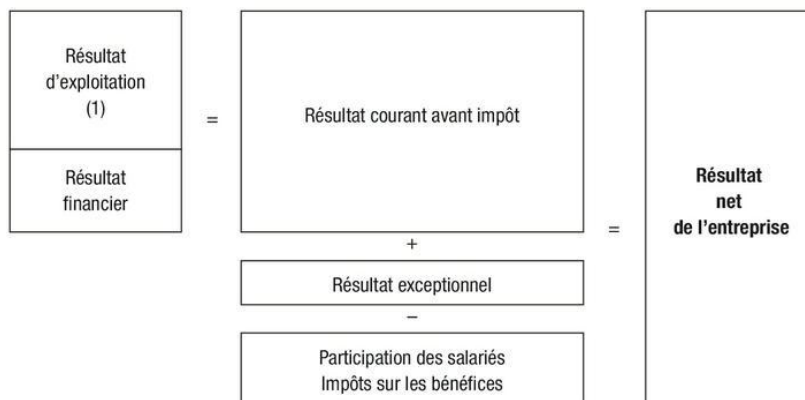 Résultat
d’exploitation
(1)
Résultat
financier
=
Résultat courant avant impôt
+
Résultat exceptionnel
−
Participation des salariés
Impôts sur les bénéfices
=
Résultat
net
de l’entreprise